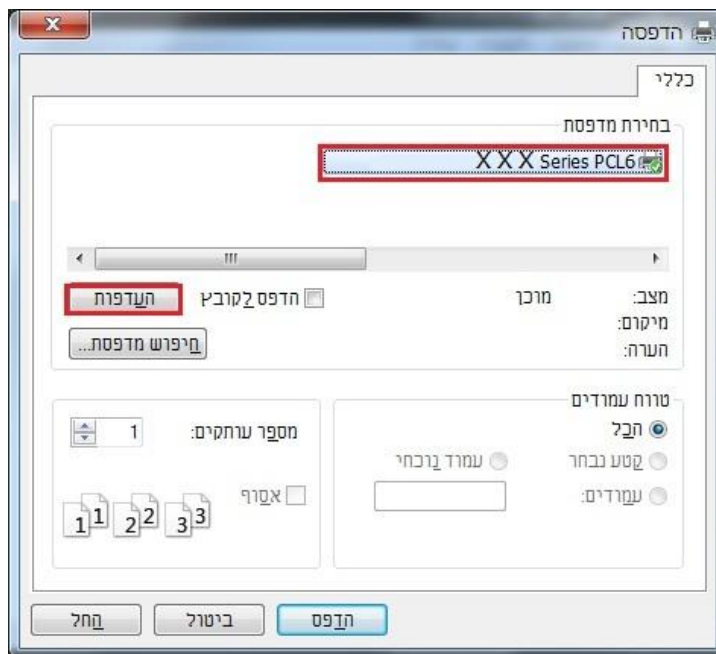 הדפסה
כללי
בחירת מדפסת
XXX Series PCL6
מצב: מוכן
הדפס לקובץ
העדפות
מיקום:
הערה:
חיפוש מדפסת...
טווח עמודים
הכל
קטע נבחר
עמוד נוכחי
עמודים:
מספר עותקים: 1
אסוף
1 1 2 2 3 3
הדפס
ביטול
החל